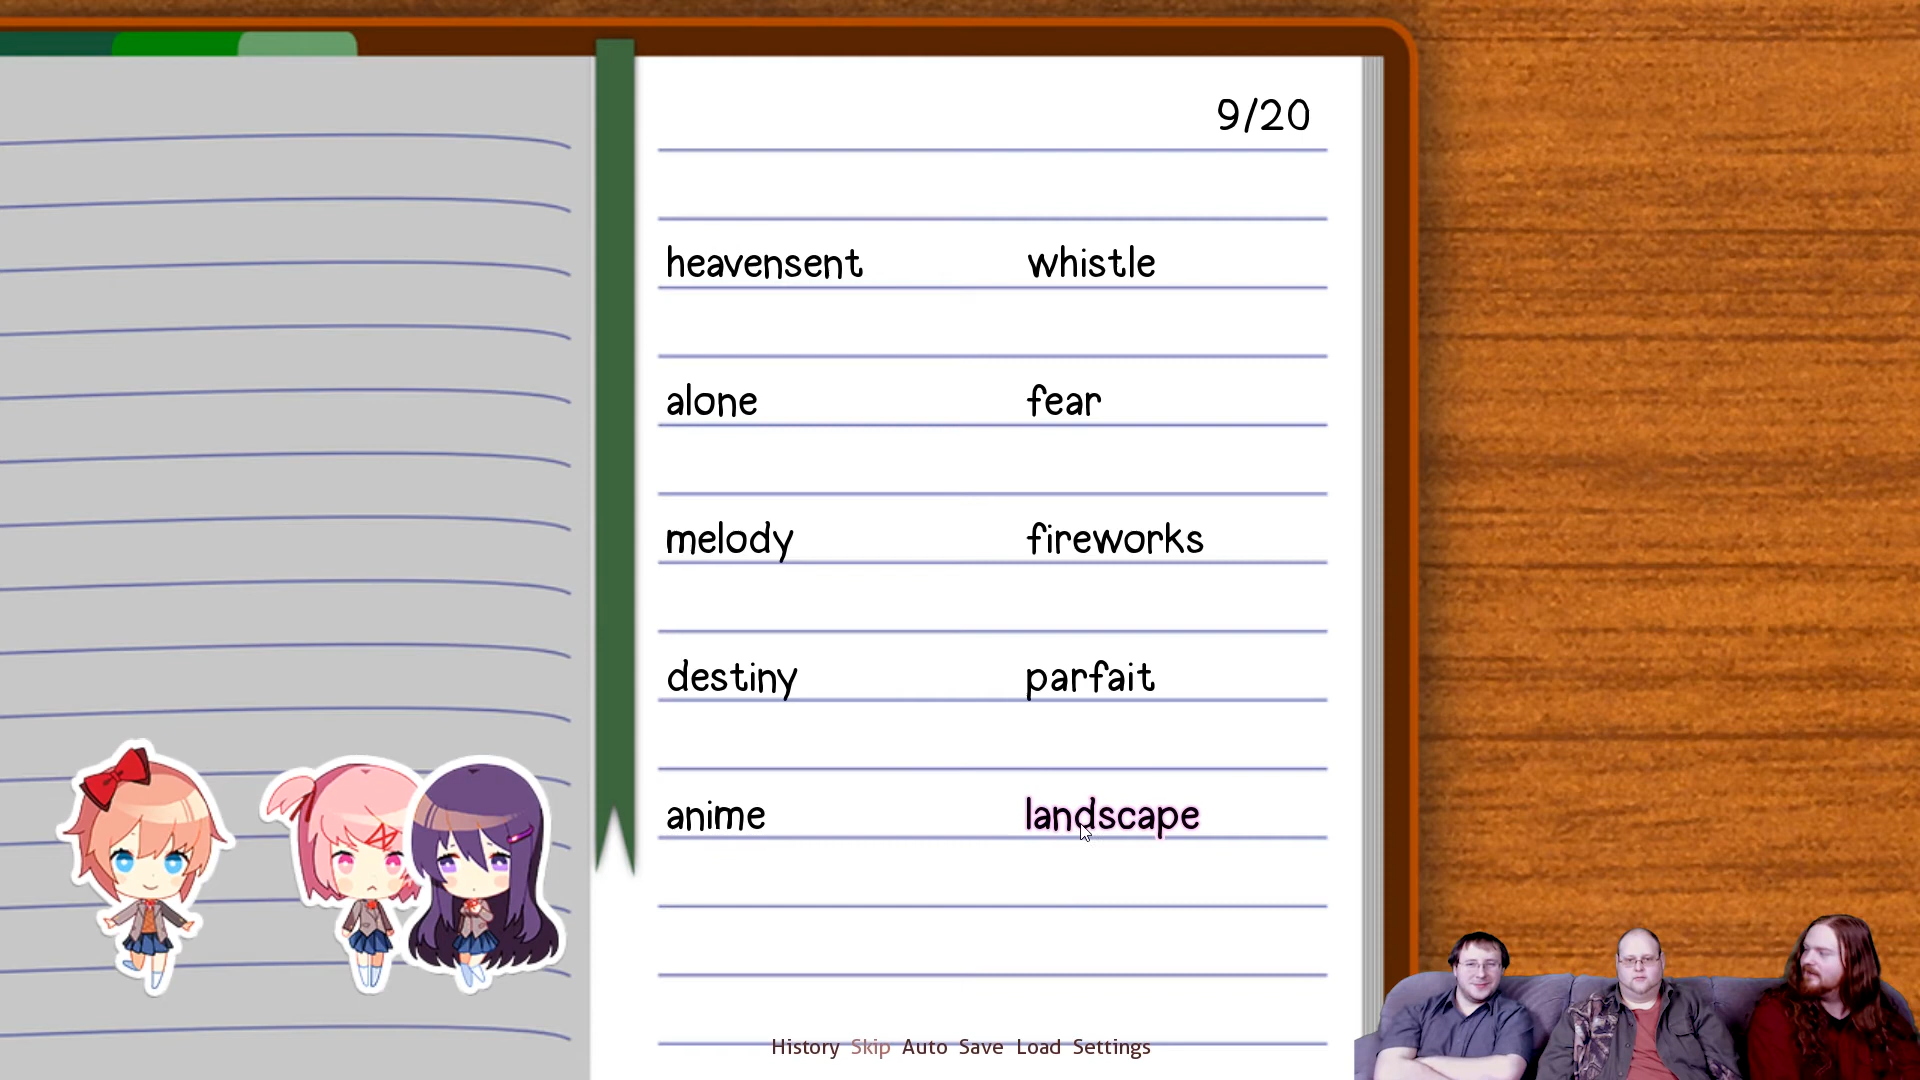 9/20
heavensent whistle
alone fear
melody fireworks
destiny parfait
anime landscape
History Skip Auto Save Load Settings